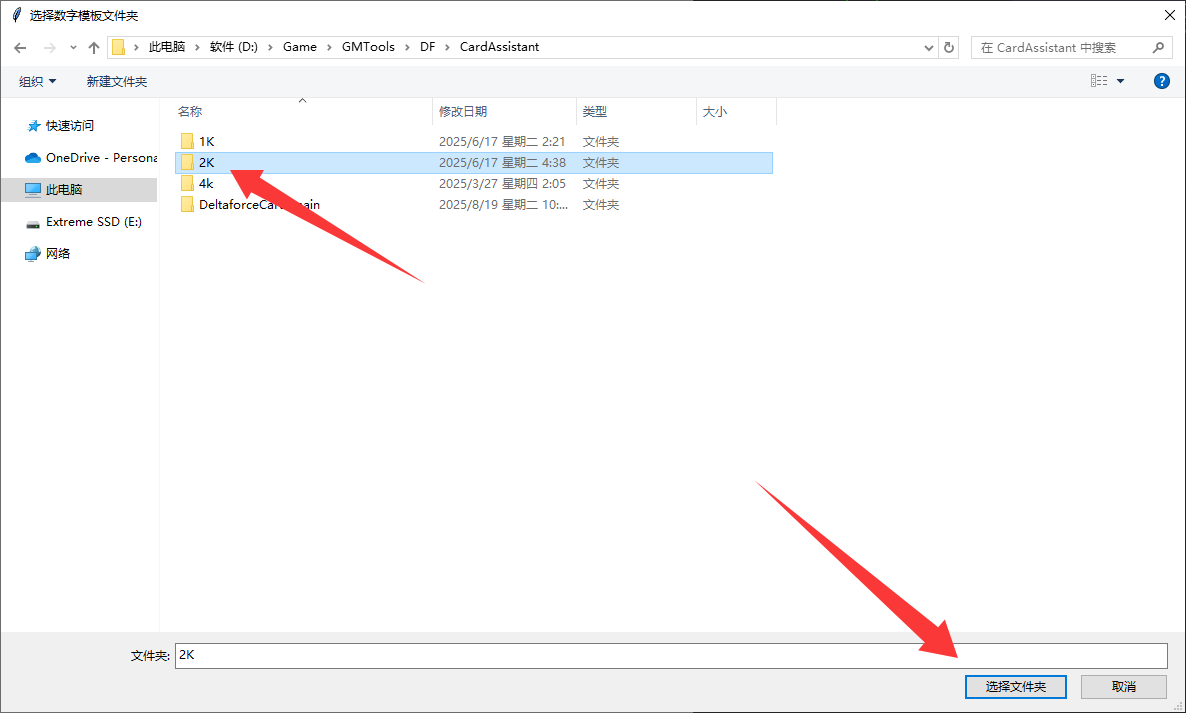 选择数字模板文件夹
此电脑 软件 (D:) Game GMTools DF CardAssistant
在 CardAssistant 中搜索
组织 新建文件夹
名称 修改日期 类型 大小
快速访问
OneDrive - Persona
此电脑
Extreme SSD (E:)
网络
1K 2025/6/17 星期二 2:21 文件夹
2K 2025/6/17 星期二 4:38 文件夹
4k 2025/3/27 星期四 2:05 文件夹
2025/8/19 星期二 10:... 文件夹
文件夹: 2K
选择文件夹 取消